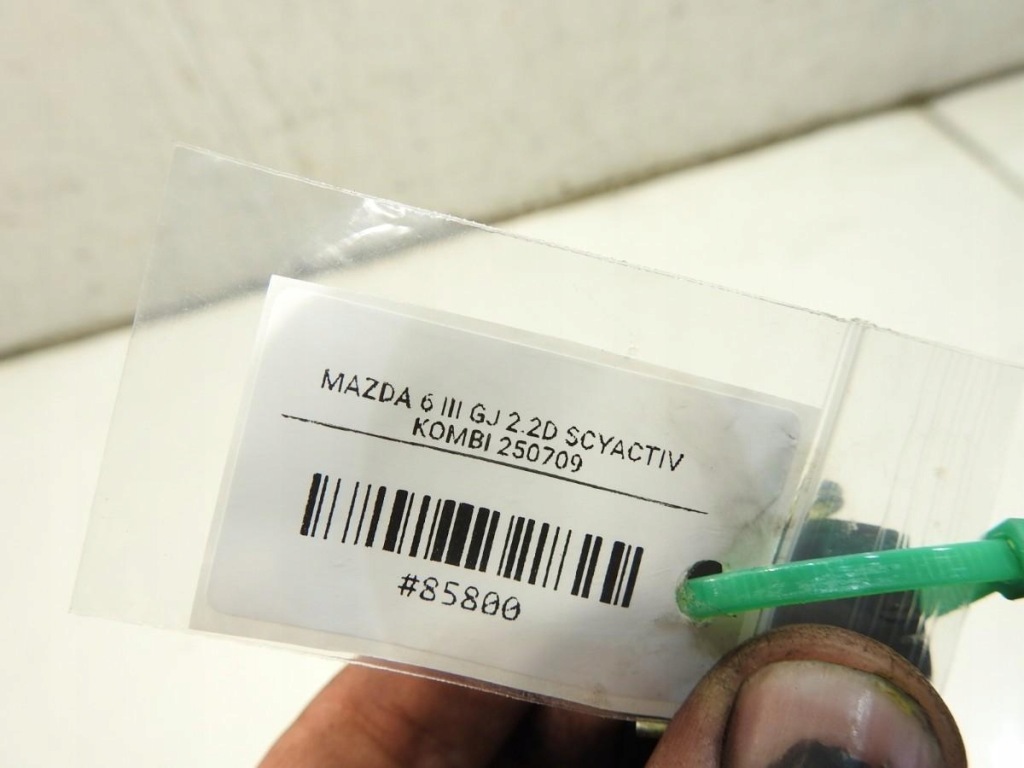 MAZDA 6 III GJ 2.2D SCYACTIV
KOMBI 250709
#85800